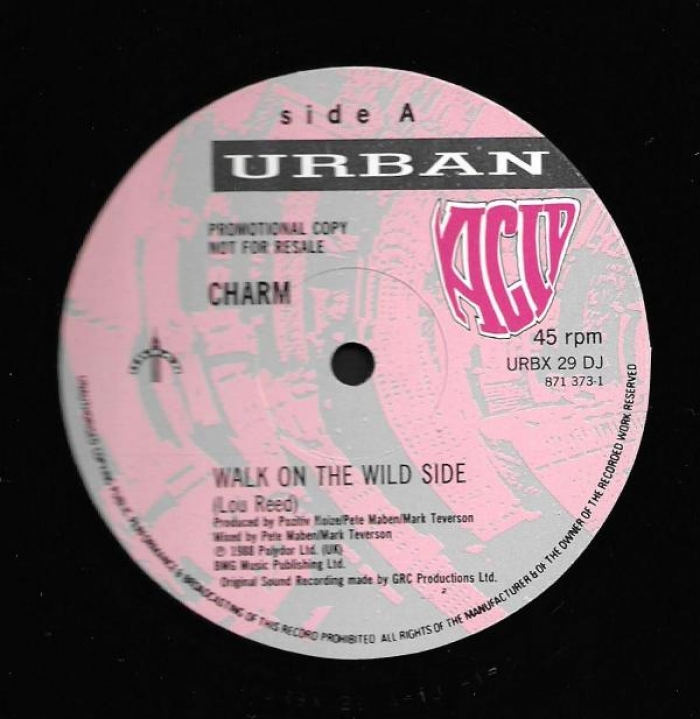 side A
URBAN
ACID
PROMOTIONAL COPY
NOT FOR RESALE
CHARM
45 rpm
URBX 29 DJ
871 373-1
WALK ON THE WILD SIDE
(Lou Reed)
Produced by Pozitiv Noize/Pete Maben/Mark Teverson
Mixed by Pete Maben/Mark Teverson
℗ 1988 Polydor Ltd. (UK)
BMG Music Publishing Ltd.
Original Sound Recording made by GRC Productions Ltd.
UNAUTHORISED COPYING PUBLIC PERFORMANCE & BROADCASTING OF THIS RECORD PROHIBITED ALL RIGHTS OF THE MANUFACTURER & OF THE OWNER OF THE RECORDED WORK RESERVED